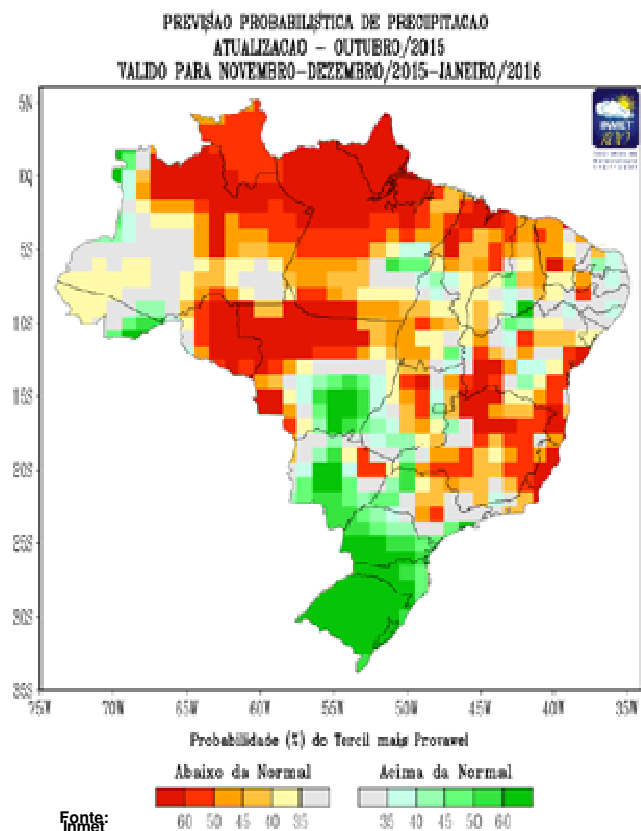 PREVISAO PROBABILISTICA DE PRECIPITACAO
ATUALIZACAO - OUTUBRO/2015
VALIDO PARA NOVEMBRO-DEZEMBRO/2015-JANEIRO/2016
INMET
5N
EQ
5S
10S
15S
20S
25S
30S
35S
75W 70W 65W 60W 55W 50W 45W 40W 35W
Probabilidade (%) do Tercil mais Provavel
Abaixo da Normal Acima da Normal
60 50 45 40 35 35 40 45 50 60
Fonte:
Inmet